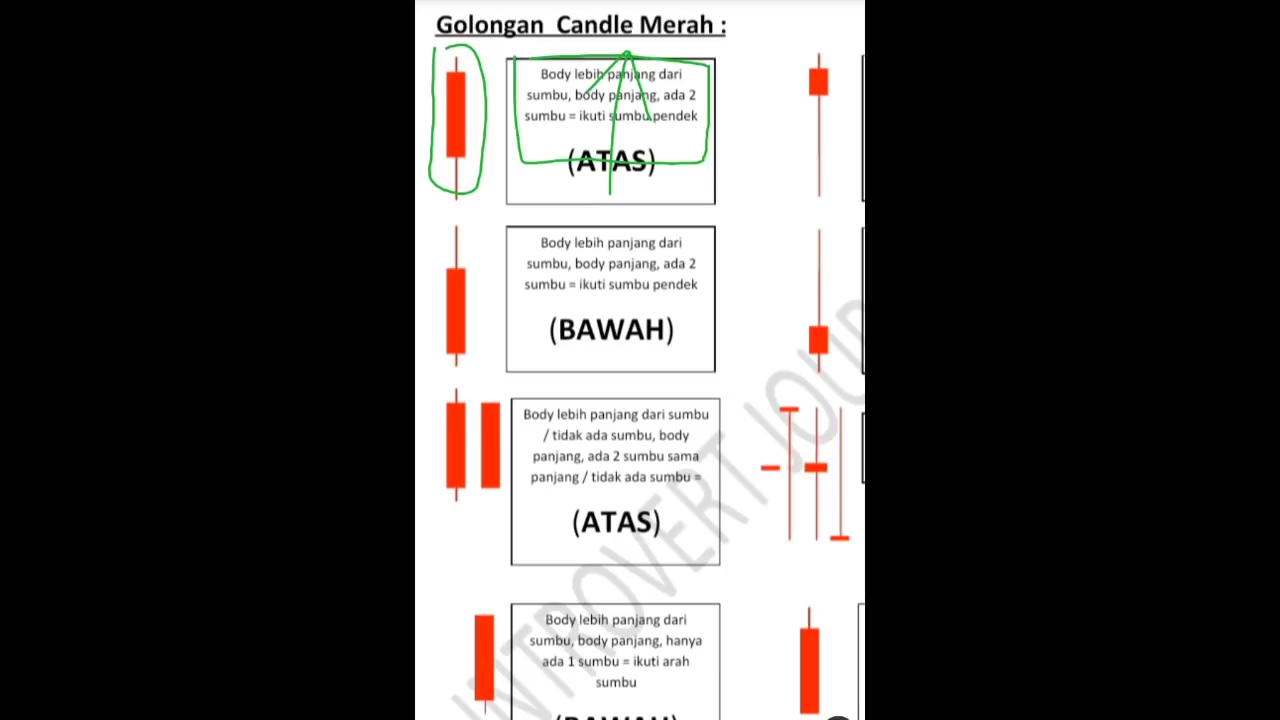 Golongan Candle Merah :
Body lebih panjang dari
sumbu, body panjang, ada 2
sumbu = ikuti sumbu pendek
(ATAS)
Body lebih panjang dari
sumbu, body panjang, ada 2
sumbu = ikuti sumbu pendek
(BAWAH)
Body lebih panjang dari sumbu
/ tidak ada sumbu, body
panjang, ada 2 sumbu sama
panjang / tidak ada sumbu =
(ATAS)
Body lebih panjang dari
sumbu, body panjang, hanya
ada 1 sumbu = ikuti arah
sumbu
(BAWAH)
INTROVERT